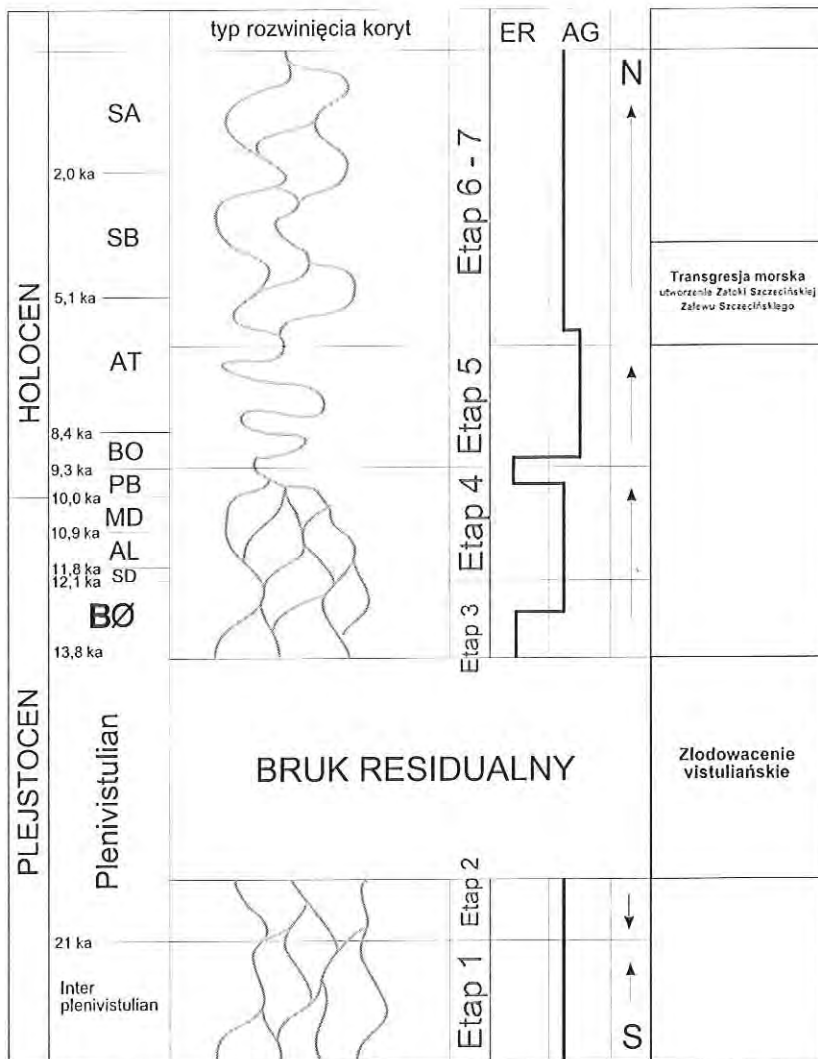 typ rozwinięcia koryt
ER AG
HOLOCEN
PLEJSTOCEN
SA
2,0 ka
SB
5,1 ka
AT
8,4 ka
BO
9,3 ka
PB
10,0 ka
MD
10,9 ka
AL
11,8 ka
SD
12,1 ka
BØ
13,8 ka
Plenivistulian
21 ka
Inter
plenivistulian
BRUK RESIDUALNY
Etap 6 - 7
Etap 5
Etap 4
Etap 3
Etap 2
Etap 1
N
S
Transgresja morska
utworzenie Zatoki Szczecińskiej
Zalewu Szczecińskiego
Zlodowacenie
vistuliańskie